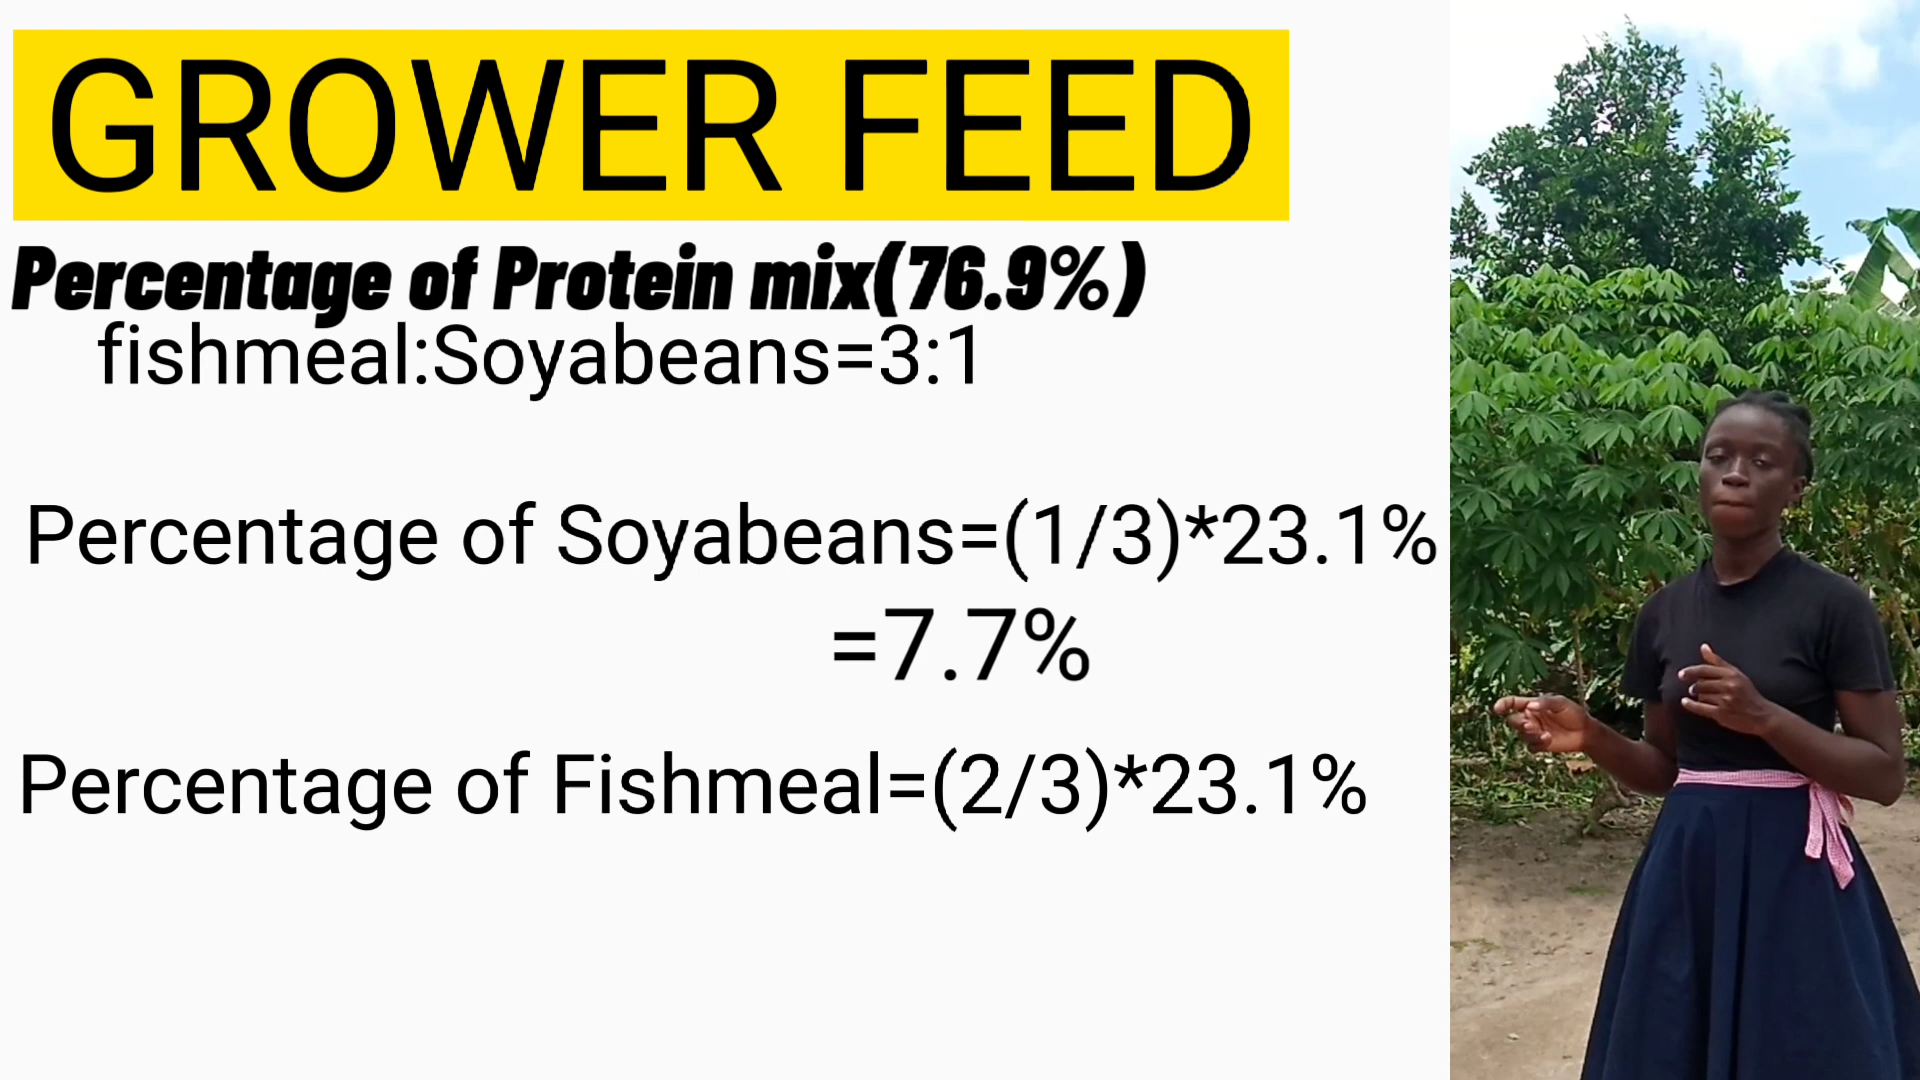 GROWER FEED
Percentage of Protein mix(76.9%)
fishmeal:Soyabeans=3:1
Percentage of Soyabeans=(1/3)*23.1%
=7.7%
Percentage of Fishmeal=(2/3)*23.1%